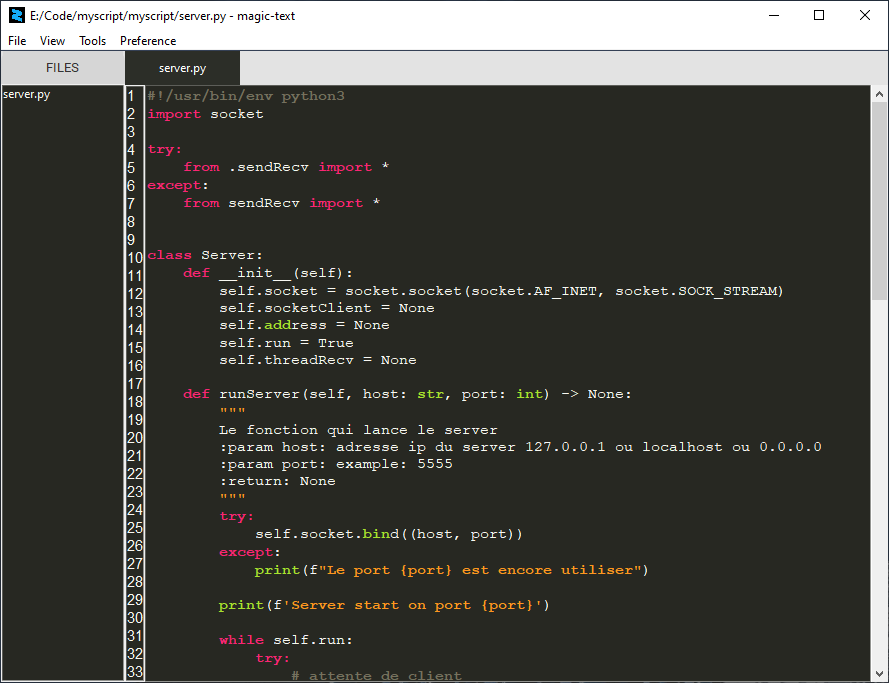 E:/Code/myscript/myscript/server.py - magic-text
File View Tools Preference
FILES server.py
server.py
1 #!/usr/bin/env python3
2 import socket
3
4 try:
5     from .sendRecv import *
6 except:
7     from sendRecv import *
8
9
10 class Server:
11     def __init__(self):
12         self.socket = socket.socket(socket.AF_INET, socket.SOCK_STREAM)
13         self.socketClient = None
14         self.address = None
15         self.run = True
16         self.threadRecv = None
17
18     def runServer(self, host: str, port: int) -> None:
19         """
20         Le fonction qui lance le server
21         :param host: adresse ip du server 127.0.0.1 ou localhost ou 0.0.0.0
22         :param port: example: 5555
23         :return: None
24         """
25         try:
26             self.socket.bind((host, port))
27         except:
28             print(f"Le port {port} est encore utiliser")
29
30         print(f'Server start on port {port}')
31
32         while self.run:
33             try:
# attente de client